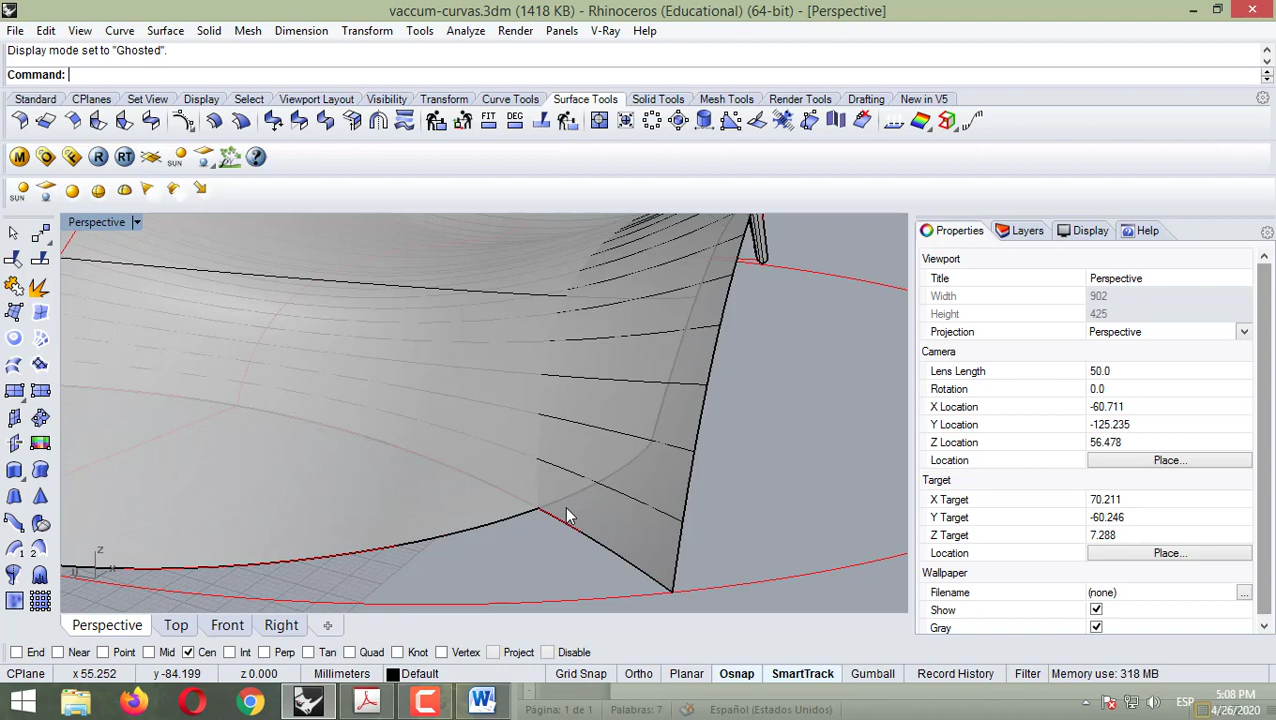 vaccum-curvas.3dm (1418 KB) - Rhinoceros (Educational) (64-bit) - [Perspective]
File Edit View Curve Surface Solid Mesh Dimension Transform Tools Analyze Render Panels V-Ray Help
Display mode set to "Ghosted".
Command:
Standard CPlanes Set View Display Select Viewport Layout Visibility Transform Curve Tools Surface Tools Solid Tools Mesh Tools Render Tools Drafting New in V5
FIT DEG
M R RT SUN
SUN
Perspective
Properties Layers Display Help
Viewport
Title Perspective
Width 902
Height 425
Projection Perspective
Camera
Lens Length 50.0
Rotation 0.0
X Location -60.711
Y Location -125.235
Z Location 56.478
Location Place...
Target
X Target 70.211
Y Target -60.246
Z Target 7.288
Location Place...
Wallpaper
Filename (none) ...
Show
Gray
z
Perspective Top Front Right
End Near Point Mid Cen Int Perp Tan Quad Knot Vertex Project Disable
CPlane x 55.252 y -84.199 z 0.000 Millimeters Default Grid Snap Ortho Planar Osnap SmartTrack Gumball Record History Filter Memory use: 318 MB
Página: 1 de 1 Palabras: 7 Español (Estados Unidos) ES 5:08 PM
4/26/2020